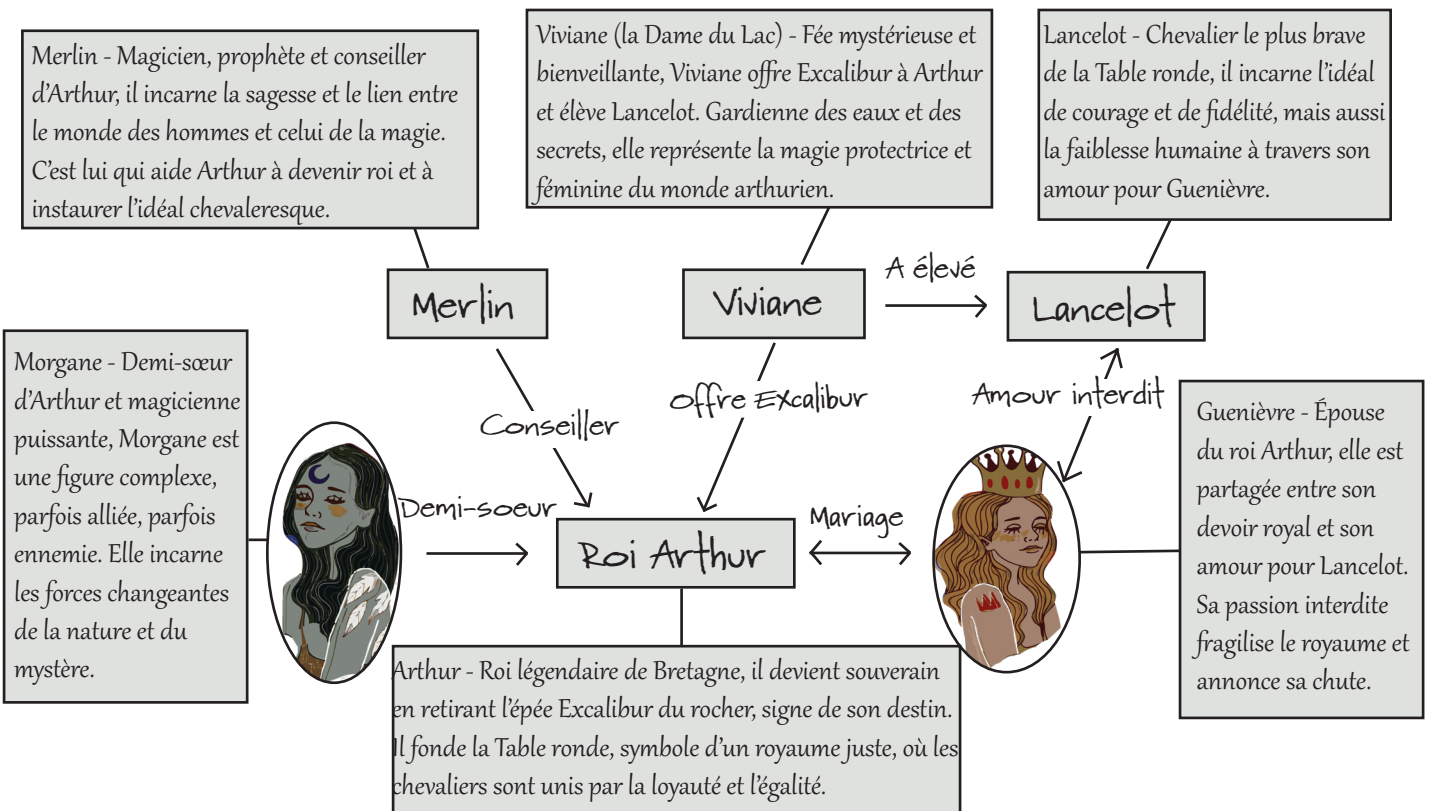 Merlin - Magicien, prophète et conseiller
d'Arthur, il incarne la sagesse et le lien entre
le monde des hommes et celui de la magie.
C'est lui qui aide Arthur à devenir roi et à
instaurer l'idéal chevaleresque.
Viviane (la Dame du Lac) - Fée mystérieuse et
bienveillante, Viviane offre Excalibur à Arthur
et élève Lancelot. Gardienne des eaux et des
secrets, elle représente la magie protectrice et
féminine du monde arthurien.
Lancelot - Chevalier le plus brave
de la Table ronde, il incarne l'idéal
de courage et de fidélité, mais aussi
la faiblesse humaine à travers son
amour pour Guenièvre.
Merlin
Viviane
A élevé
Lancelot
Morgane - Demi-sœur
d'Arthur et magicienne
puissante, Morgane est
une figure complexe,
parfois alliée, parfois
ennemie. Elle incarne
les forces changeantes
de la nature et du
mystère.
Conseiller
Offre EXcalibur
Amour interdit
Guenièvre - Épouse
du roi Arthur, elle est
partagée entre son
devoir royal et son
amour pour Lancelot.
Sa passion interdite
fragilise le royaume et
annonce sa chute.
Demi-soeur
Roi Arthur
Mariage
Arthur - Roi légendaire de Bretagne, il devient souverain
en retirant l'épée Excalibur du rocher, signe de son destin.
Il fonde la Table ronde, symbole d'un royaume juste, où les
chevaliers sont unis par la loyauté et l'égalité.